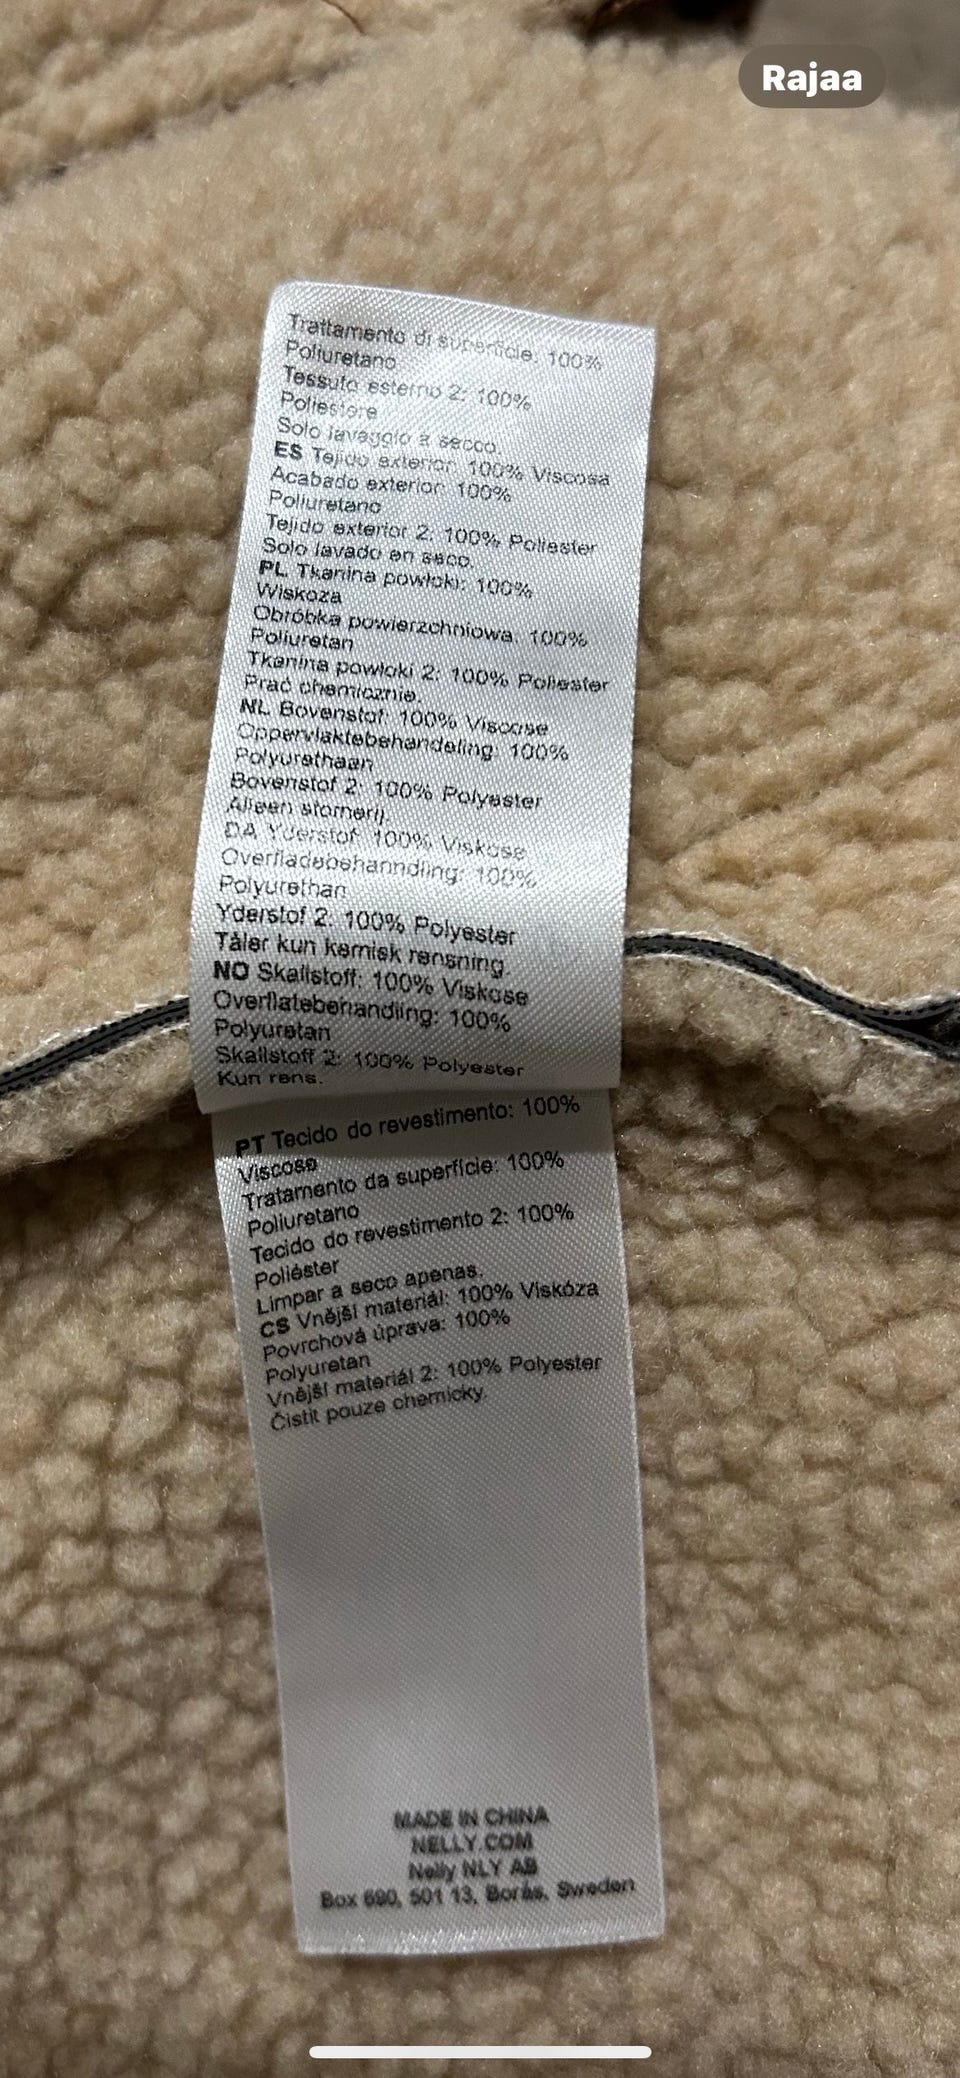 Rajaa
Trattamento di superficie: 100%
Poliuretano
Tessuto esterno 2: 100%
Poliestere
Solo lavaggio a secco.
ES Tejido exterior: 100% Viscosa
Acabado exterior: 100%
Poliuretano
Tejido exterior 2: 100% Poliester
Solo lavado en seco.
PL Tkanina powłoki: 100%
Wiskoza
Obróbka powierzchniowa: 100%
Poliuretan
Tkanina powłoki 2: 100% Poliester
Prać chemicznie.
NL Bovenstof: 100% Viscose
Oppervlaktebehandeling: 100%
Polyurethaan
Bovenstof 2: 100% Polyester
Alleen stomerij.
DA Yderstof: 100% Viskose
Overfladebehanndling: 100%
Polyurethan
Yderstof 2: 100% Polyester
Tåler kun kemisk rensning.
NO Skallstoff: 100% Viskose
Overflatebehandling: 100%
Polyuretan
Skallstoff 2: 100% Polyester
Kun rens.
PT Tecido do revestimento: 100%
Viscose
Tratamento da superfície: 100%
Poliuretano
Tecido do revestimento 2: 100%
Poliéster
Limpar a seco apenas.
CS Vnější materiál: 100% Viskóza
Povrchová úprava: 100%
Polyuretan
Vnější materiál 2: 100% Polyester
Čistit pouze chemicky.
MADE IN CHINA
NELLY.COM
Nelly NLY AB
Box 690, 501 13, Borås, Sweden